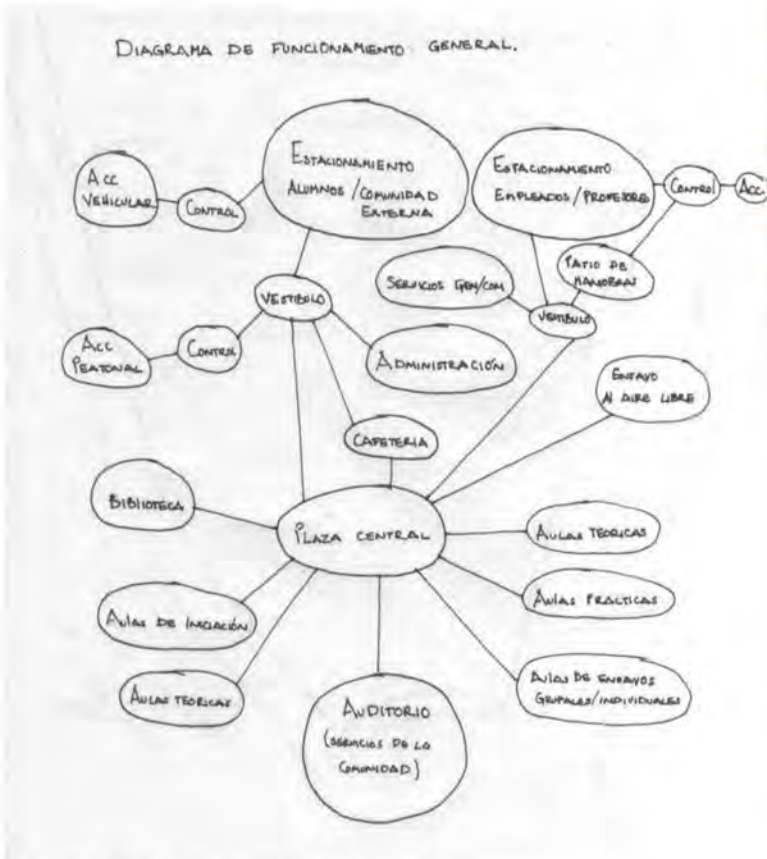 DIAGRAMA DE FUNCIONAMIENTO GENERAL.
ESTACIONAMIENTO
ALUMNOS / COMUNIDAD
EXTERNA
ESTACIONAMIENTO
EMPLEADOS / PROFESORES
ACC
VEHICULAR
CONTROL
CONTROL
ACC.
SERVICIOS GEN/COM
PATIO DE
MANIOBRAS
VESTIBULO
VESTIBULO
ACC
PEATONAL
CONTROL
ADMINISTRACIÓN
ENSAYO
AL AIRE LIBRE
CAFETERIA
BIBLIOTECA
PLAZA CENTRAL
AULAS TEORICAS
AULAS DE INICIACIÓN
AULAS PRACTICAS
AULAS TEORICAS
AULAS DE ENSAYOS
GRUPALES/INDIVIDUALES
AUDITORIO
(SERVICIOS DE LA
COMUNIDAD)